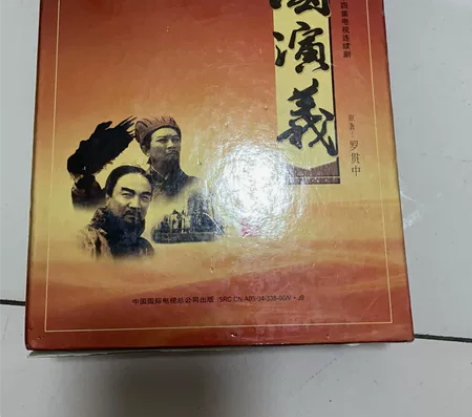 國演義
四集电视连续剧
原著：罗贯中
中国国际电视总公司出版